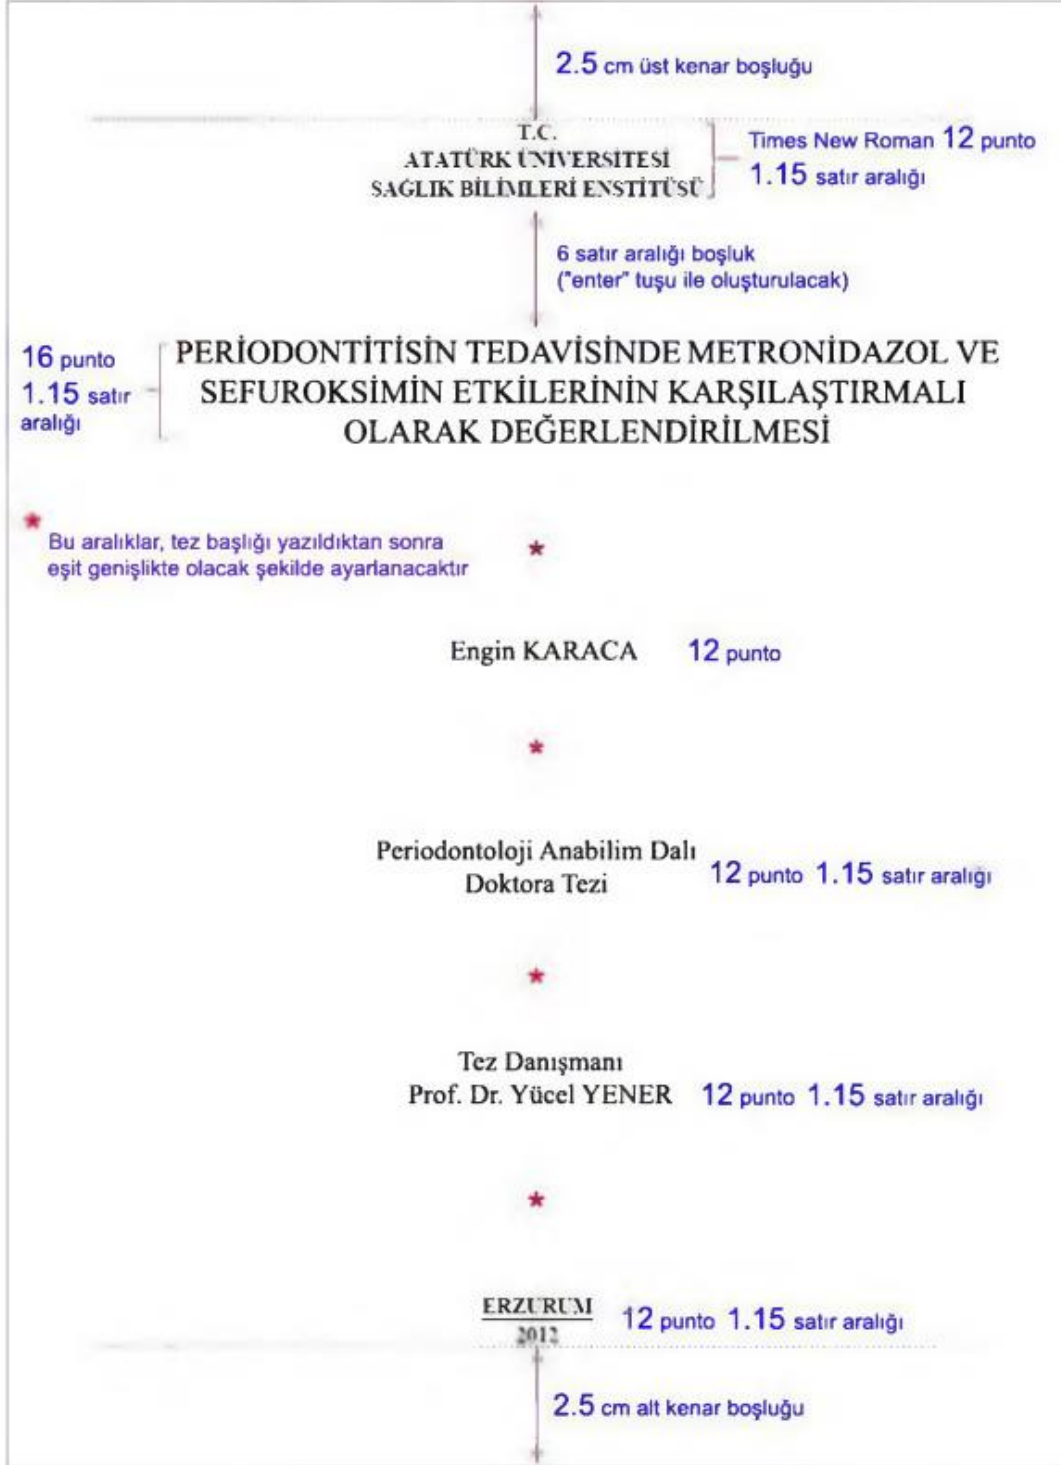 2.5 cm üst kenar boşluğu
T.C.
ATATÜRK ÜNİVERSİTESİ
SAĞLIK BİLİMLERİ ENSTİTÜSÜ
Times New Roman 12 punto
1.15 satır aralığı
6 satır aralığı boşluk
("enter" tuşu ile oluşturulacak)
16 punto
1.15 satır
aralığı
PERİODONTİTİSİN TEDAVİSİNDE METRONİDAZOL VE
SEFUROKSİMİN ETKİLERİNİN KARŞILAŞTIRMALI
OLARAK DEĞERLENDİRİLMESİ
Bu aralıklar, tez başlığı yazıldıktan sonra
eşit genişlikte olacak şekilde ayarlanacaktır
Engin KARACA 12 punto
Periodontoloji Anabilim Dalı
Doktora Tezi
12 punto 1.15 satır aralığı
Tez Danışmanı
Prof. Dr. Yücel YENER 12 punto 1.15 satır aralığı
ERZURUM
2012
12 punto 1.15 satır aralığı
2.5 cm alt kenar boşluğu